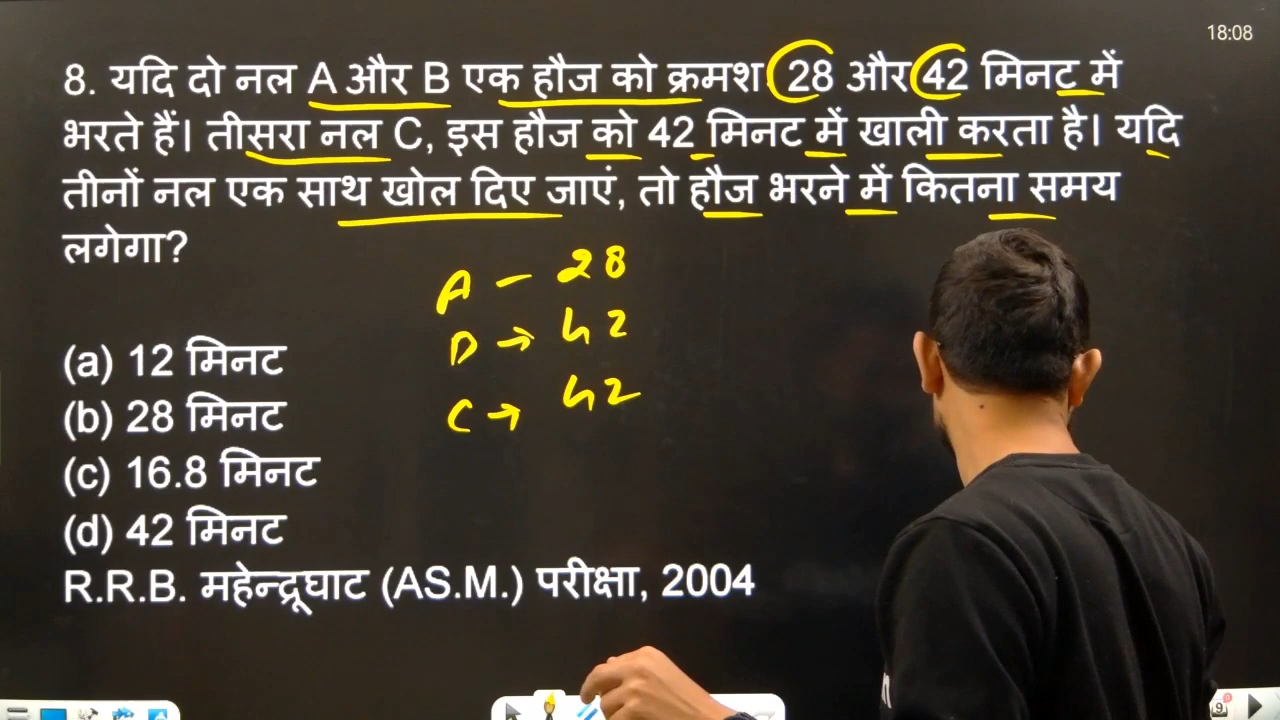 18:08
8. यदि दो नल A और B एक हौज को क्रमश 28 और 42 मिनट में
भरते हैं। तीसरा नल C, इस हौज को 42 मिनट में खाली करता है। यदि
तीनों नल एक साथ खोल दिए जाएं, तो हौज भरने में कितना समय
लगेगा?
A - 28
B → 42
C → 42
(a) 12 मिनट
(b) 28 मिनट
(c) 16.8 मिनट
(d) 42 मिनट
R.R.B. महेन्द्रूघाट (AS.M.) परीक्षा, 2004